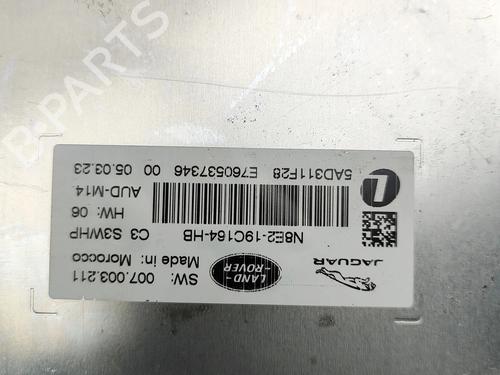 B-PARTS
JAGUAR
LAND-
-ROVER
SW: 007.003.211
Made in: Morocco
N8E2-19C164-HB
C3 S3WHP
HW: 06
AUD-M14
L
5AD311F28 E760537346 00 05.03.23